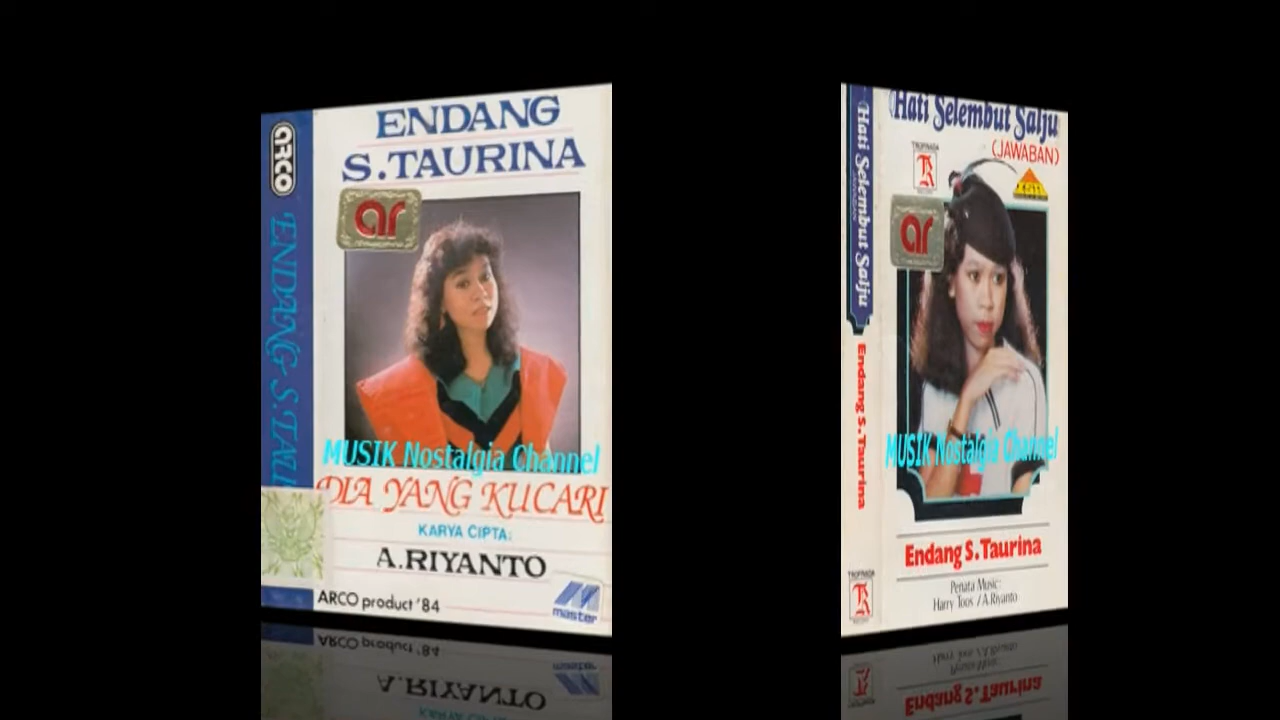 ARCO
ENDANG S.TAU
ENDANG
S.TAURINA
ar
MUSIK Nostalgia Channel
DIA YANG KUCARI
KARYA CIPTA:
A.RIYANTO
ARCO product '84
master
Hati Selembut Salju
Endang S.Taurina
TROPINADA
Hati Selembut Salju
(JAWABAN)
TROPINADA
ar
MUSIK Nostalgia Channel
Endang S.Taurina
Penata Music:
Harry Toos / A.Riyanto